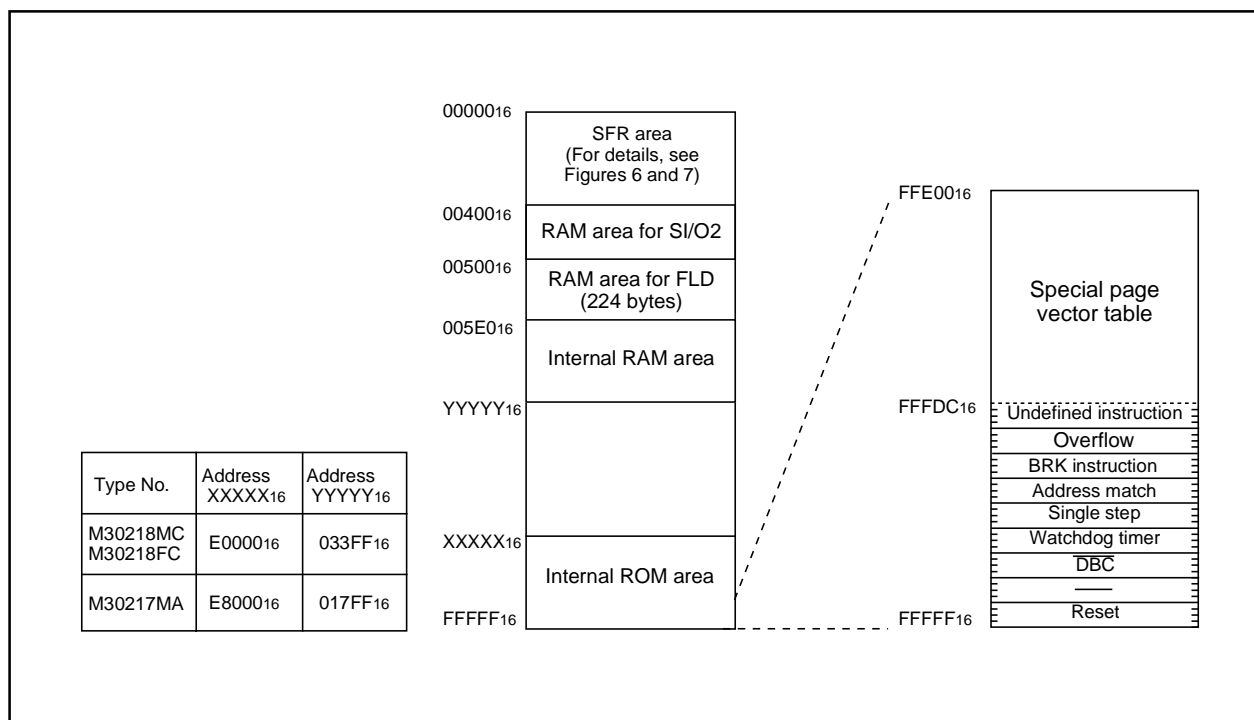 0000016
SFR area
(For details, see
Figures 6 and 7)
0040016
RAM area for SI/O2
0050016
RAM area for FLD
(224 bytes)
005E016
Internal RAM area
YYYYY16
XXXXX16
Internal ROM area
FFFFF16
Type No.
Address
XXXXX16
Address
YYYYY16
M30218MC
M30218FC
E000016
033FF16
M30217MA
E800016
017FF16
FFE0016
Special page
vector table
FFFDC16
Undefined instruction
Overflow
BRK instruction
Address match
Single step
Watchdog timer
DBC
Reset
FFFFF16